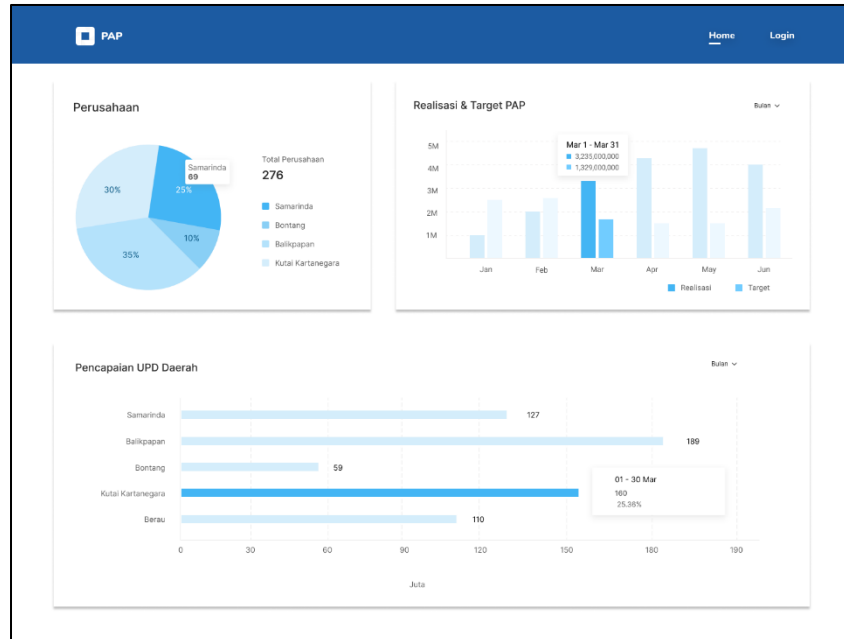 PAP
Home Login
Perusahaan
Samarinda
69
30%
25%
10%
35%
Total Perusahaan
276
Samarinda
Bontang
Balikpapan
Kutai Kartanegara
Realisasi & Target PAP
Bulan
5M
4M
3M
2M
1M
Mar 1 - Mar 31
3,235,000,000
1,329,000,000
Jan Feb Mar Apr May Jun
Realisasi Target
Pencapaian UPD Daerah
Bulan
Samarinda 127
Balikpapan 189
Bontang 59
Kutai Kartanegara
01 - 30 Mar
160
25.36%
Berau 110
0 30 60 90 120 150 180 190
Juta